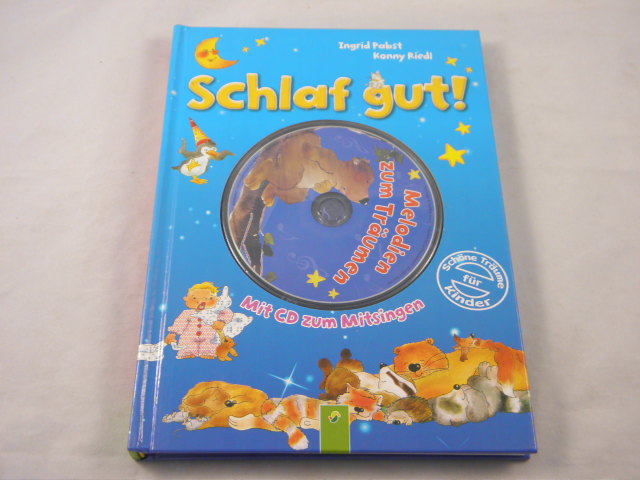 Ingrid Pabst
Konny Riedl
Schlaf gut!
Melodien
zum Träumen
Mit CD zum Mitsingen
Schöne Träume
für
Kinder